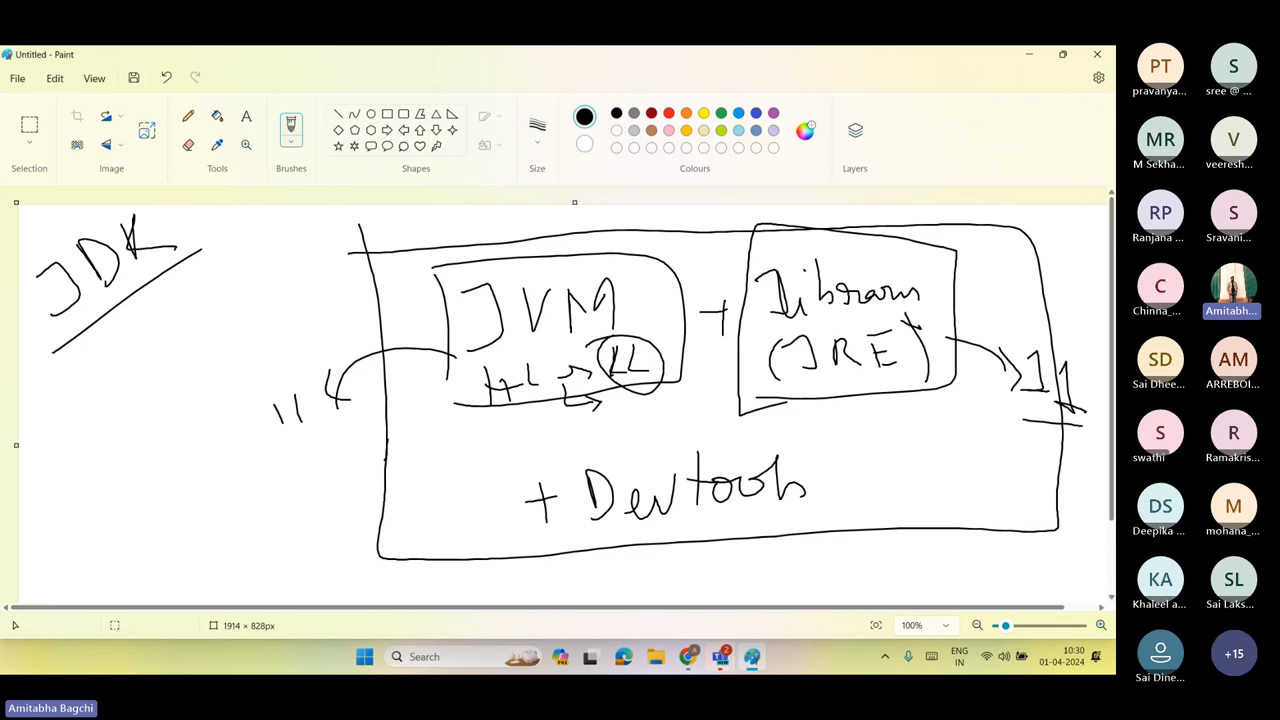 Untitled - Paint
File Edit View
Selection Image Tools Brushes Shapes Size Colours Layers
JDK
JVM + Library
HL → LL (JRE)
11
+ Devtools
1914 × 828px 100%
Search
ENG
IN
10:30
01-04-2024
PT
pravanya...
S
sree @ ...
MR
M Sekha...
V
veeresh...
RP
Ranjana ...
S
Sravani...
C
Chinna_...
Amitabh...
SD
Sai Dhee...
AM
ARREBOI...
S
swathi
R
Ramakris...
DS
Deepika ...
M
mohana_...
KA
Khaleel a...
SL
Sai Laks...
Sai Dine...
+15
Amitabha Bagchi